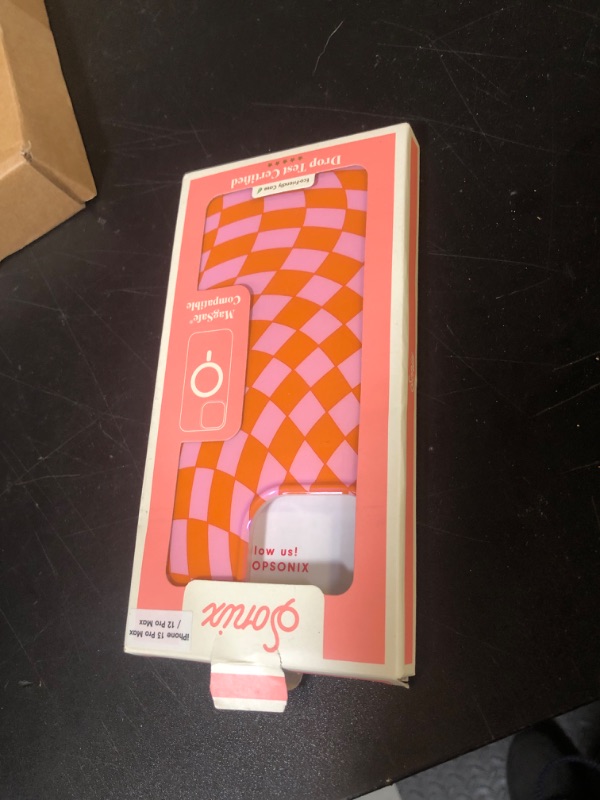 Sonix
iPhone 13 Pro Max
/ 12 Pro Max
low us!
OPSONIX
MagSafe®
Compatible
Eco-Friendly Case
Drop Test Certified
★★★★★